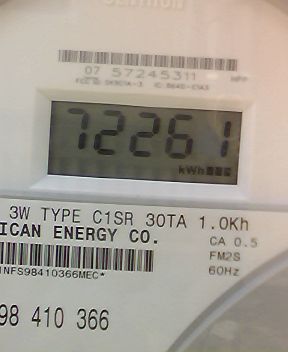 07 57245311
72261
kWh
3W TYPE C1SR 30TA 1.0Kh
ICAN ENERGY CO.
CA 0.5
FM2S
60Hz
INFS98410366MEC*
98 410 366